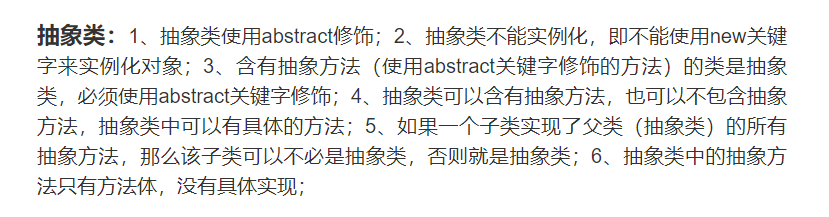 抽象类：1、抽象类使用abstract修饰；2、抽象类不能实例化，即不能使用new关键
字来实例化对象；3、含有抽象方法（使用abstract关键字修饰的方法）的类是抽象
类，必须使用abstract关键字修饰；4、抽象类可以含有抽象方法，也可以不包含抽象
方法，抽象类中可以有具体的方法；5、如果一个子类实现了父类（抽象类）的所有
抽象方法，那么该子类可以不必是抽象类，否则就是抽象类；6、抽象类中的抽象方
法只有方法体，没有具体实现；